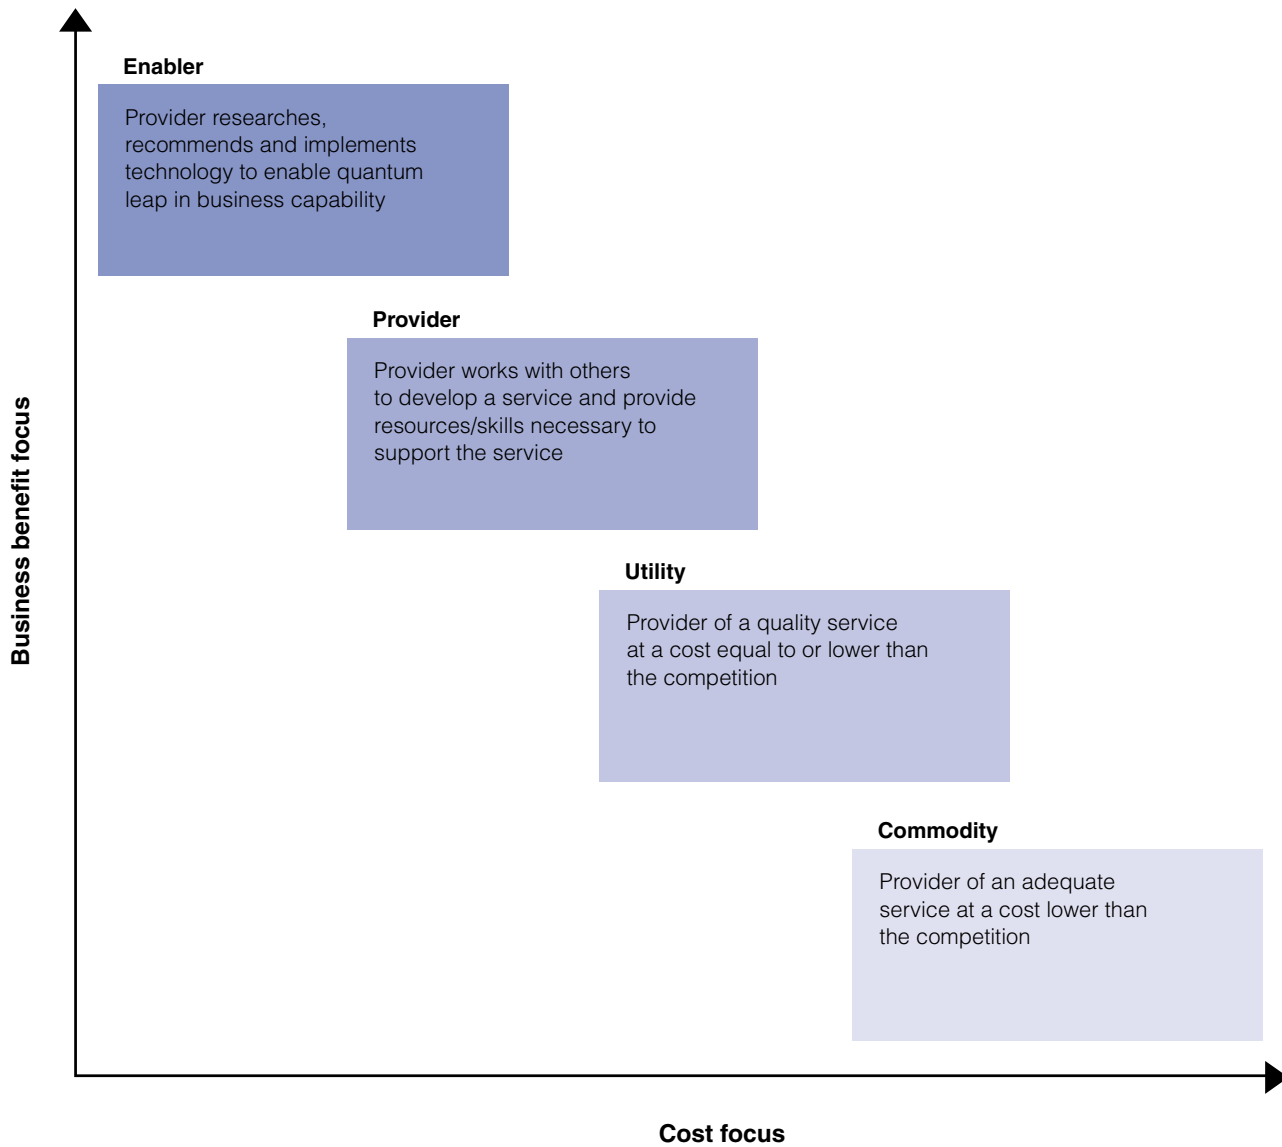 Enabler
Provider researches,
recommends and implements
technology to enable quantum
leap in business capability
Provider
Provider works with others
to develop a service and provide
resources/skills necessary to
support the service
Business benefit focus
Utility
Provider of a quality service
at a cost equal to or lower than
the competition
Commodity
Provider of an adequate
service at a cost lower than
the competition
Cost focus